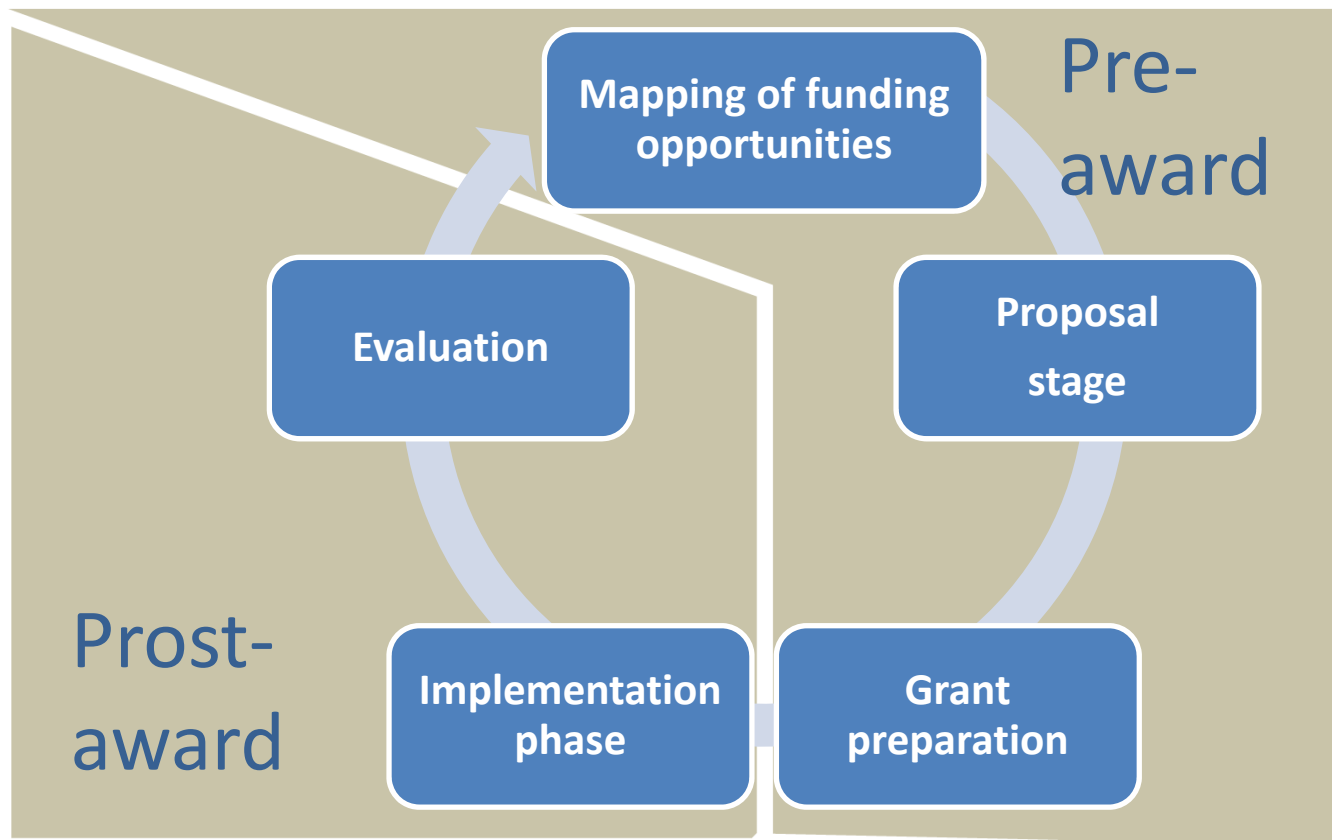 Mapping of funding
opportunities
Pre-
award
Proposal
stage
Evaluation
Prost-
award
Implementation
phase
Grant
preparation